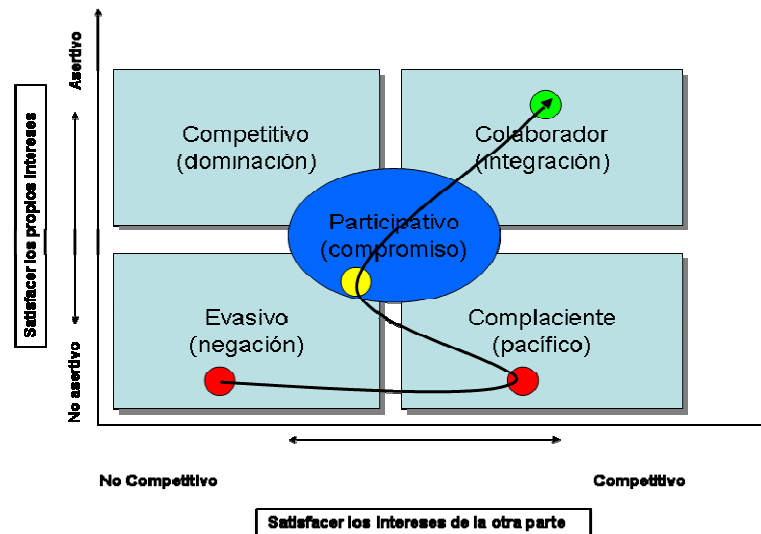 Asertivo
Satisfacer los propios intereses
No asertivo
Competitivo
(dominación)
Colaborador
(integración)
Participativo
(compromiso)
Evasivo
(negación)
Complaciente
(pacífico)
No Competitivo
Competitivo
Satisfacer los intereses de la otra parte